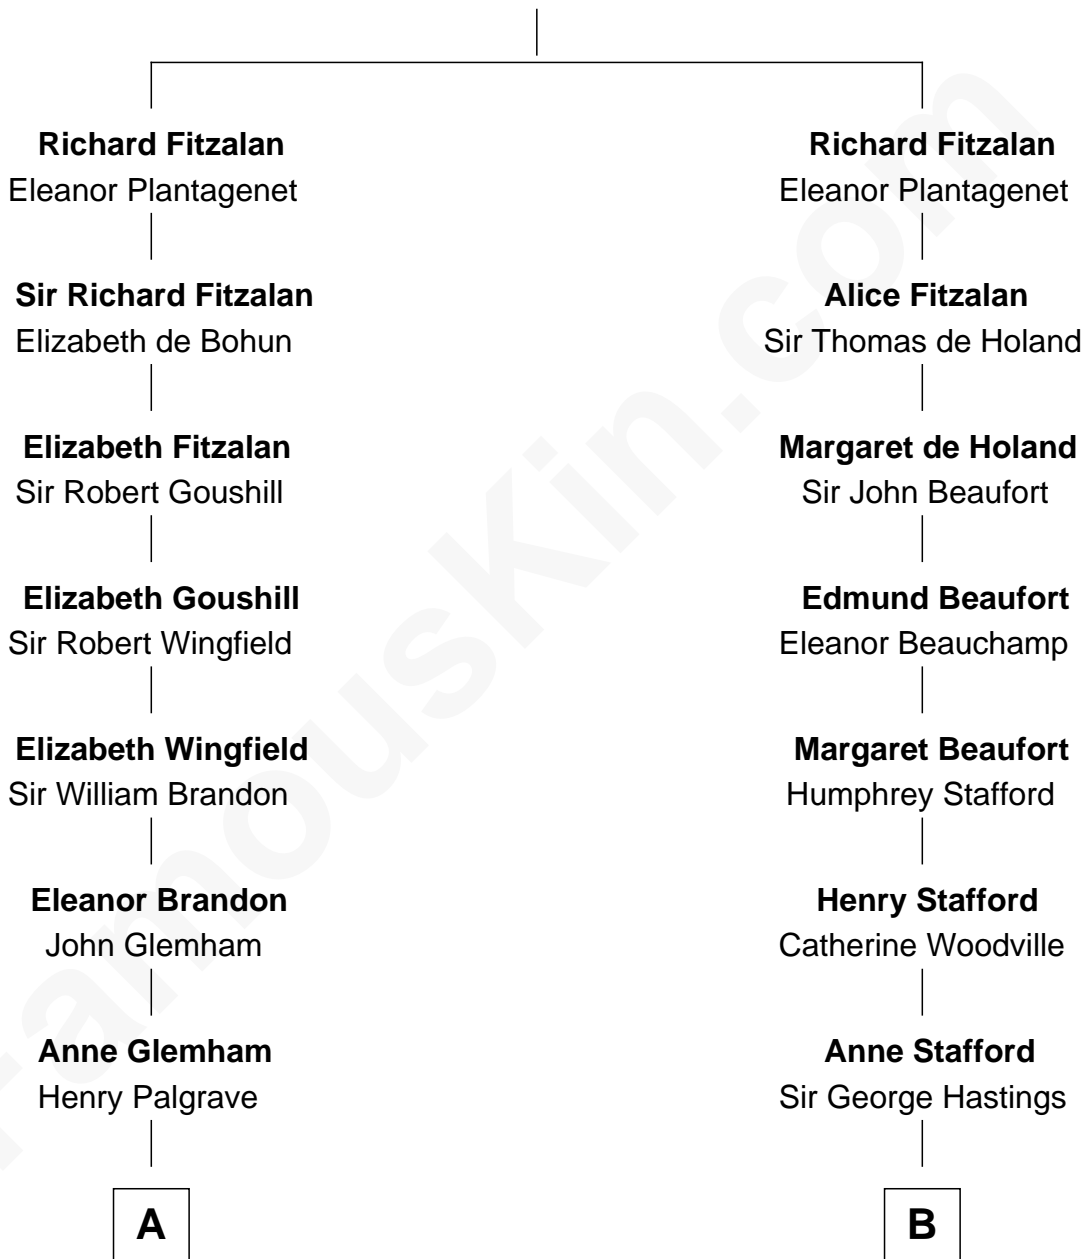 Richard Fitzalan
Eleanor Plantagenet
Sir Richard Fitzalan
Elizabeth de Bohun
Elizabeth Fitzalan
Sir Robert Goushill
Elizabeth Goushill
Sir Robert Wingfield
Elizabeth Wingfield
Sir William Brandon
Eleanor Brandon
John Glemham
Anne Glemham
Henry Palgrave
A
Richard Fitzalan
Eleanor Plantagenet
Alice Fitzalan
Sir Thomas de Holand
Margaret de Holand
Sir John Beaufort
Edmund Beaufort
Eleanor Beauchamp
Margaret Beaufort
Humphrey Stafford
Henry Stafford
Catherine Woodville
Anne Stafford
Sir George Hastings
B
FamousKin.com